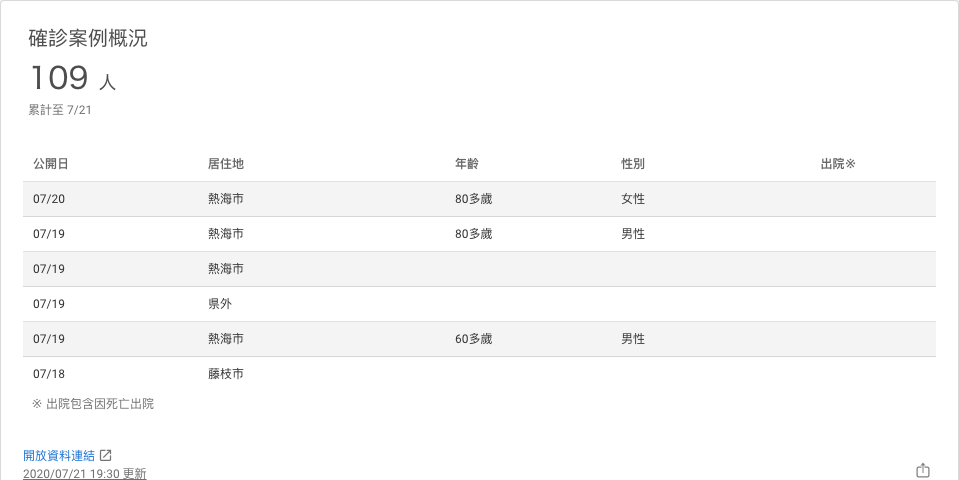 確診案例概況
109 人
累計至 7/21
公開日 居住地 年齢 性別 出院※
07/20 熱海市 80多歲 女性
07/19 熱海市 80多歲 男性
07/19 熱海市
07/19 県外
07/19 熱海市 60多歲 男性
07/18 藤枝市
※ 出院包含因死亡出院
開放資料連結
2020/07/21 19:30 更新